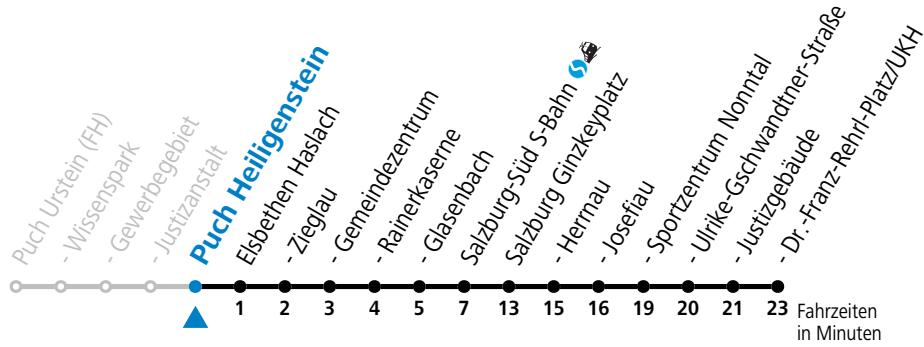 Puch Urstein (FH)
- Wissenspark
- Gewerbegebiet
- Justizanstalt
Puch Heiligenstein
Elsbethen Haslach
- Zieglau
- Gemeindezentrum
- Rainerkaserne
- Glasenbach
Salzburg-Süd S-Bahn
Salzburg Ginzkeyplatz
- Herrnau
- Josefiau
- Sportzentrum Nonntal
- Ulrike-Gschwandtner-Straße
- Justizgebäude
- Dr.-Franz-Rehrl-Platz/UKH
1 2 3 4 5 7 13 15 16 19 20 21 23
Fahrzeiten
in Minuten